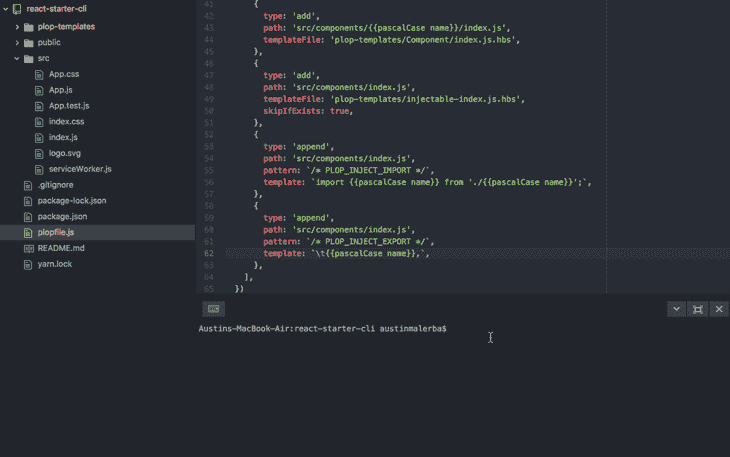 react-starter-cli
plop-templates
public
src
App.css
App.js
App.test.js
index.css
index.js
logo.svg
serviceWorker.js
.gitignore
package-lock.json
package.json
plopfile.js
README.md
yarn.lock
41 {
42 type: 'add',
43 path: 'src/components/{{pascalCase name}}/index.js',
44 templateFile: 'plop-templates/Component/index.js.hbs',
45 },
46 {
47 type: 'add',
48 path: 'src/components/index.js',
49 templateFile: 'plop-templates/injectable-index.js.hbs',
50 skipIfExists: true,
51 },
52 {
53 type: 'append',
54 path: 'src/components/index.js',
55 pattern: `/* PLOP_INJECT_IMPORT */`,
56 template: `import {{pascalCase name}} from './{{pascalCase name}}';`,
57 },
58 {
59 type: 'append',
60 path: 'src/components/index.js',
61 pattern: `/* PLOP_INJECT_EXPORT */`,
62 template: `\t{{pascalCase name}},`,
63 },
64 ],
65 })
Austins-MacBook-Air:react-starter-cli austinmalerba$